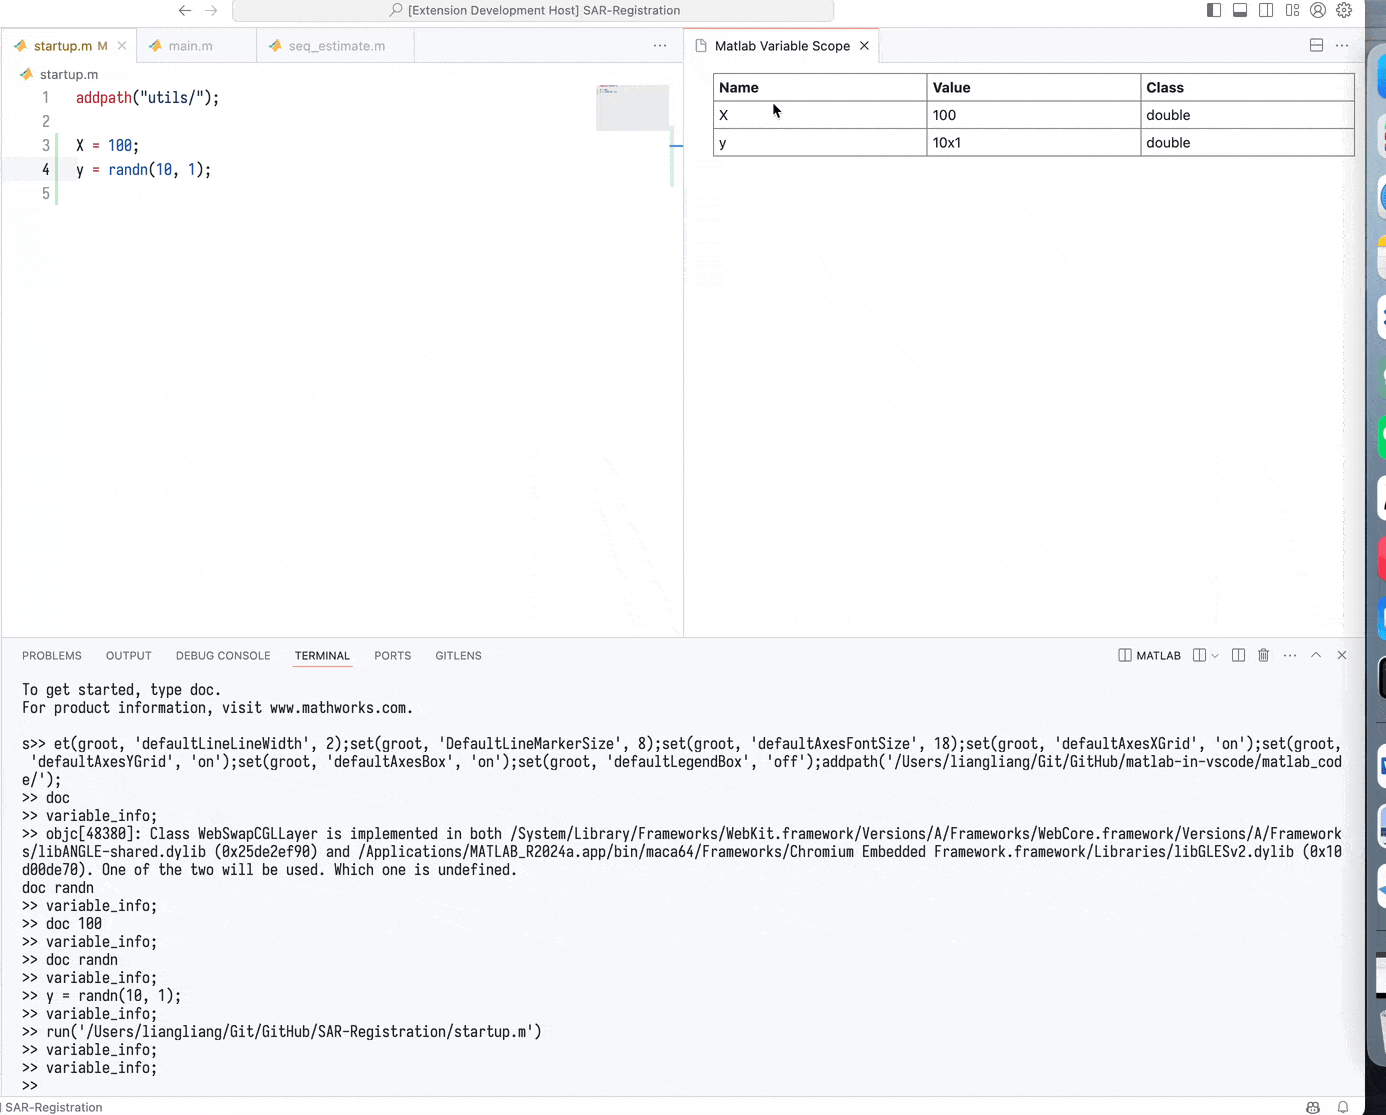 [Extension Development Host] SAR-Registration
startup.m M
main.m
seq_estimate.m
Matlab Variable Scope
startup.m
1 addpath("utils/");
2
3 X = 100;
4 y = randn(10, 1);
5
Name Value Class
X 100 double
y 10x1 double
PROBLEMS OUTPUT DEBUG CONSOLE TERMINAL PORTS GITLENS
MATLAB
To get started, type doc.
For product information, visit www.mathworks.com.
s>> et(groot, 'defaultLineLineWidth', 2);set(groot, 'DefaultLineMarkerSize', 8);set(groot, 'defaultAxesFontSize', 18);set(groot, 'defaultAxesXGrid', 'on');set(groot,
'defaultAxesYGrid', 'on');set(groot, 'defaultAxesBox', 'on');set(groot, 'defaultLegendBox', 'off');addpath('/Users/liangliang/Git/GitHub/matlab-in-vscode/matlab_cod
e/');
>> doc
>> variable_info;
>> objc[48380]: Class WebSwapCGLLayer is implemented in both /System/Library/Frameworks/WebKit.framework/Versions/A/Frameworks/WebCore.framework/Versions/A/Framework
s/libANGLE-shared.dylib (0x25de2ef90) and /Applications/MATLAB_R2024a.app/bin/maca64/Frameworks/Chromium Embedded Framework.framework/Libraries/libGLESv2.dylib (0x10
d00de70). One of the two will be used. Which one is undefined.
doc randn
>> variable_info;
>> doc 100
>> variable_info;
>> doc randn
>> variable_info;
>> y = randn(10, 1);
>> variable_info;
>> run('/Users/liangliang/Git/GitHub/SAR-Registration/startup.m')
>> variable_info;
>> variable_info;
>>
SAR-Registration